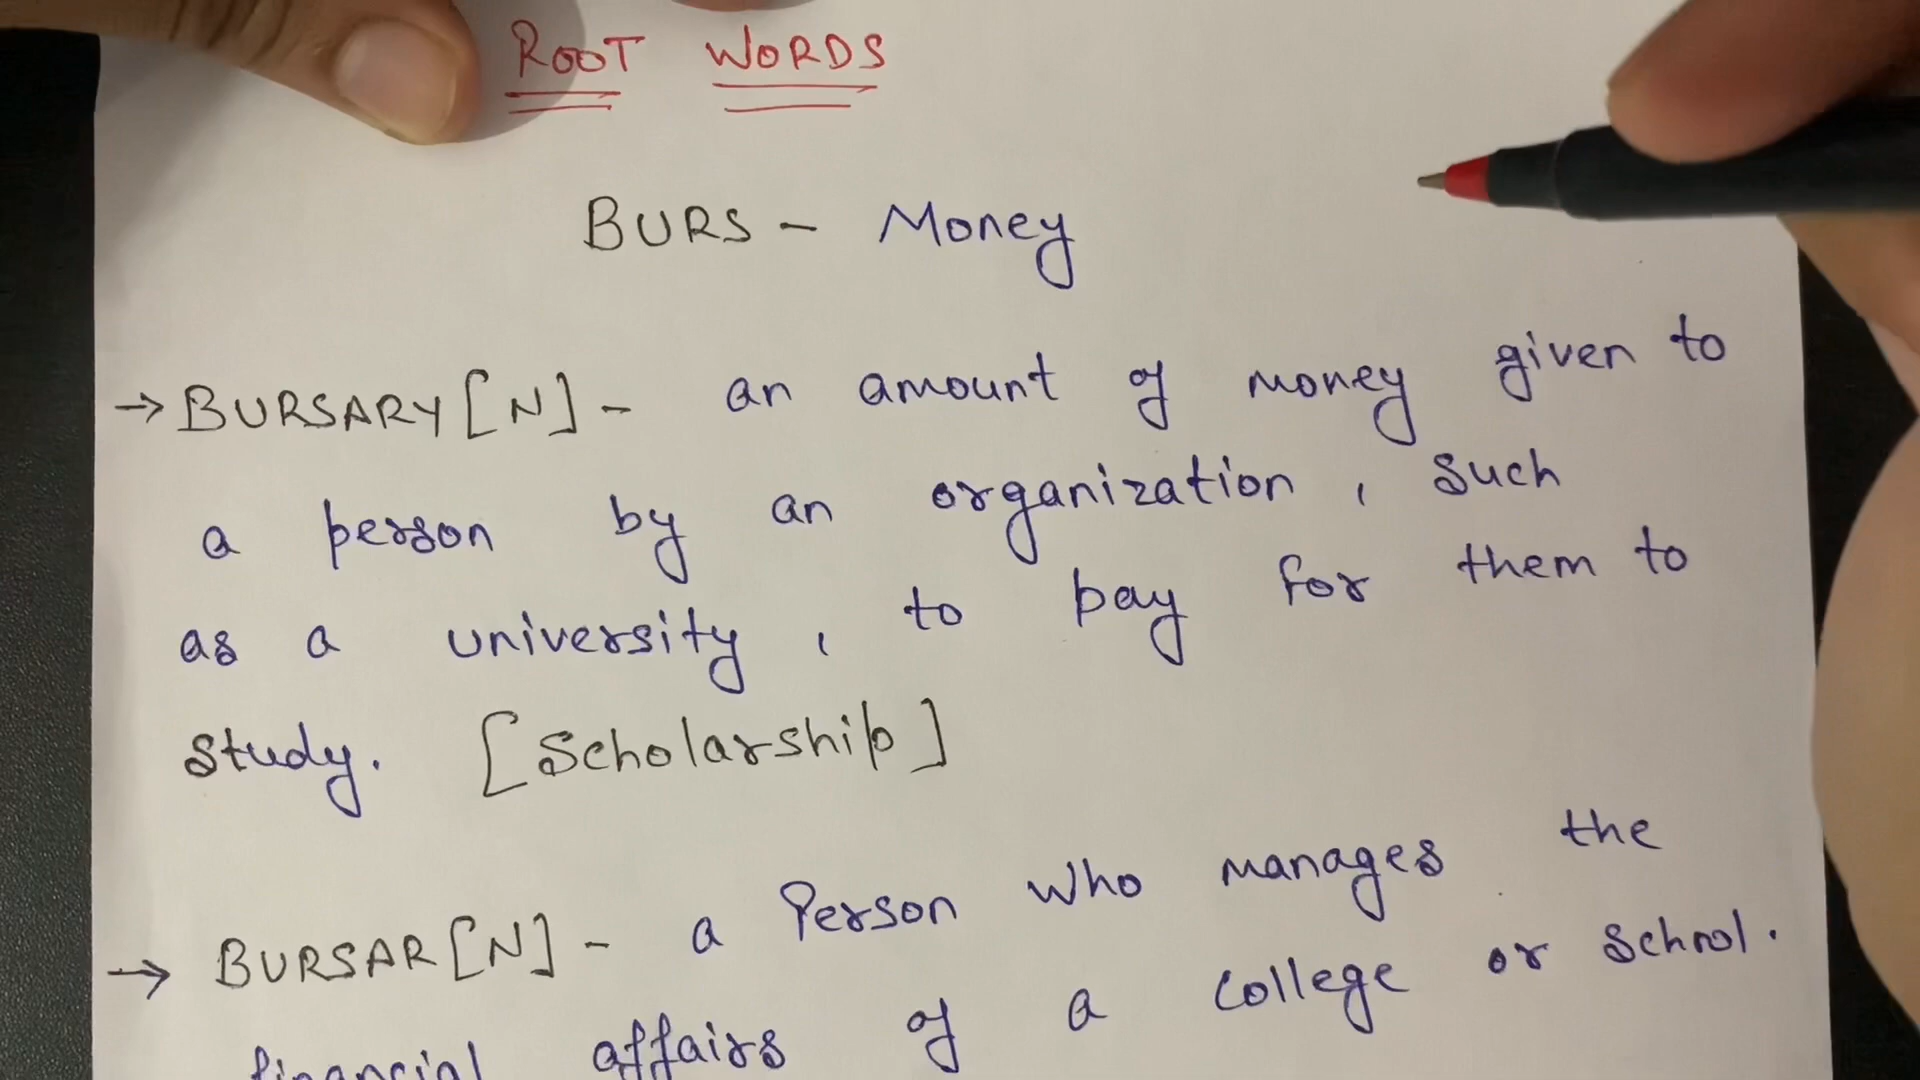 ROOT WORDS
BURS - Money
→ BURSARY [N] - an amount of money given to
a person by an organization, such
as a university, to pay for them to
study. [Scholarship]
→ BURSAR [N] - a Person who manages the
financial affairs of a college or school.